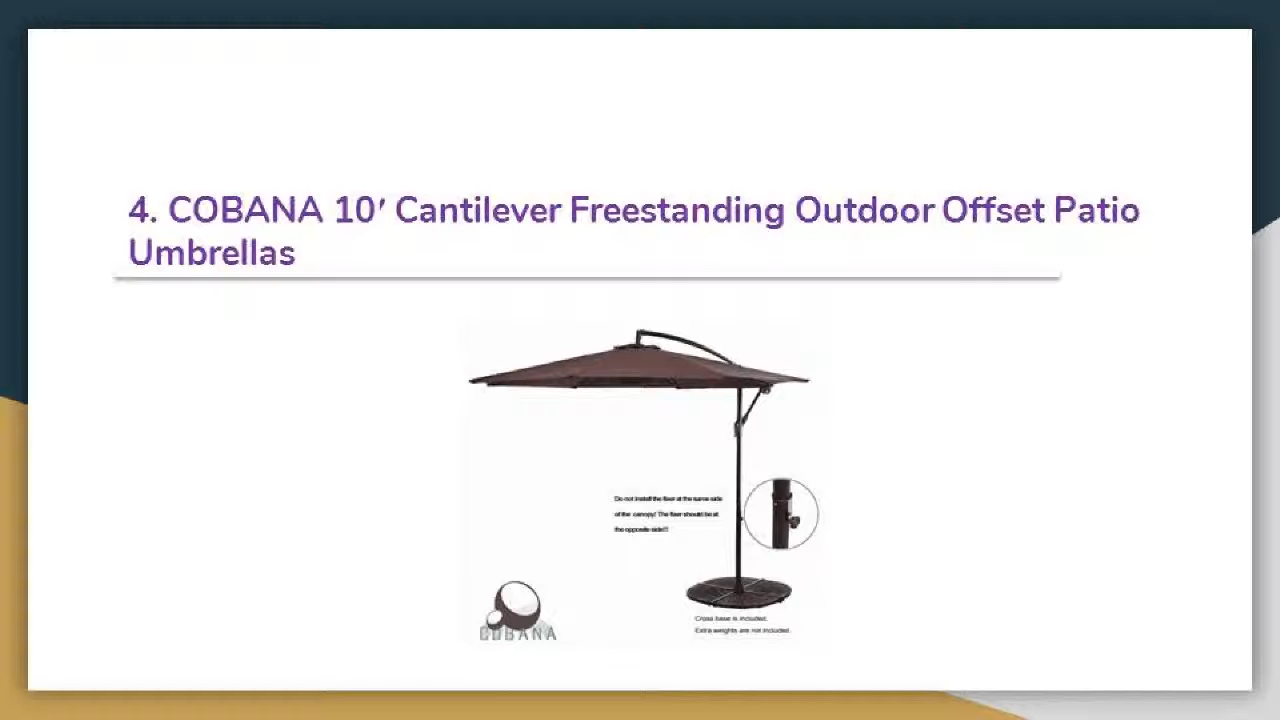 4. COBANA 10′ Cantilever Freestanding Outdoor Offset Patio
Umbrellas
Do not install the fixer at the same side
of the canopy! The fixer should be at
the opposite side!!!
COBANA
Cross base is included.
Extra weights are not included.